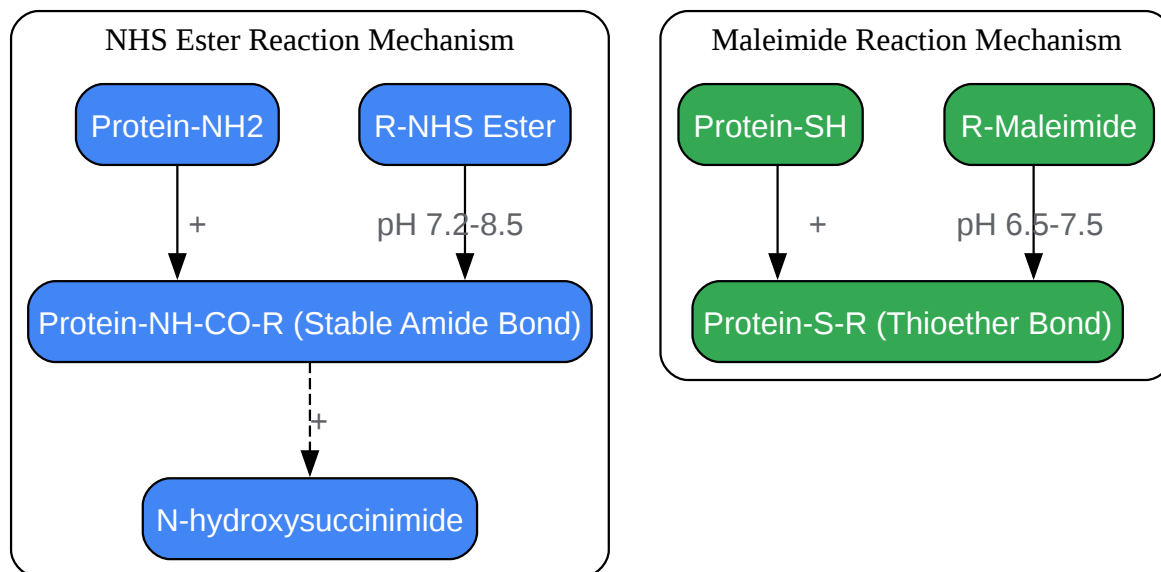 NHS Ester Reaction Mechanism
Protein-NH2
R-NHS Ester
+
pH 7.2-8.5
Protein-NH-CO-R (Stable Amide Bond)
+
N-hydroxysuccinimide
Maleimide Reaction Mechanism
Protein-SH
R-Maleimide
+
pH 6.5-7.5
Protein-S-R (Thioether Bond)